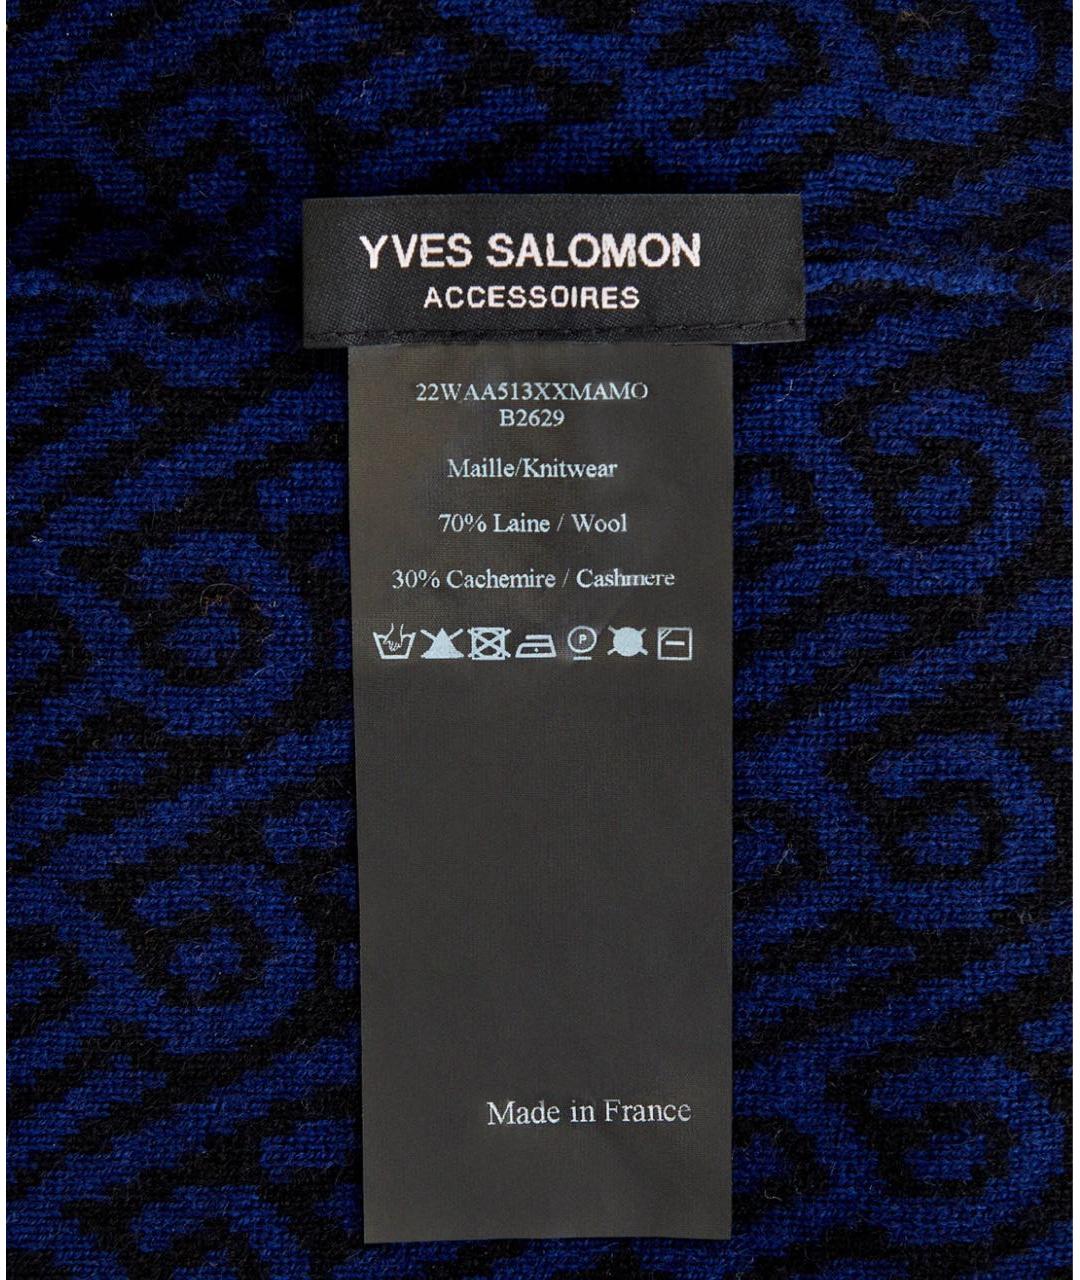 YVES SALOMON
ACCESSOIRES
22WAA513XXMAMO
B2629
Maille/Knitwear
70% Laine / Wool
30% Cachemire / Cashmere
P
Made in France